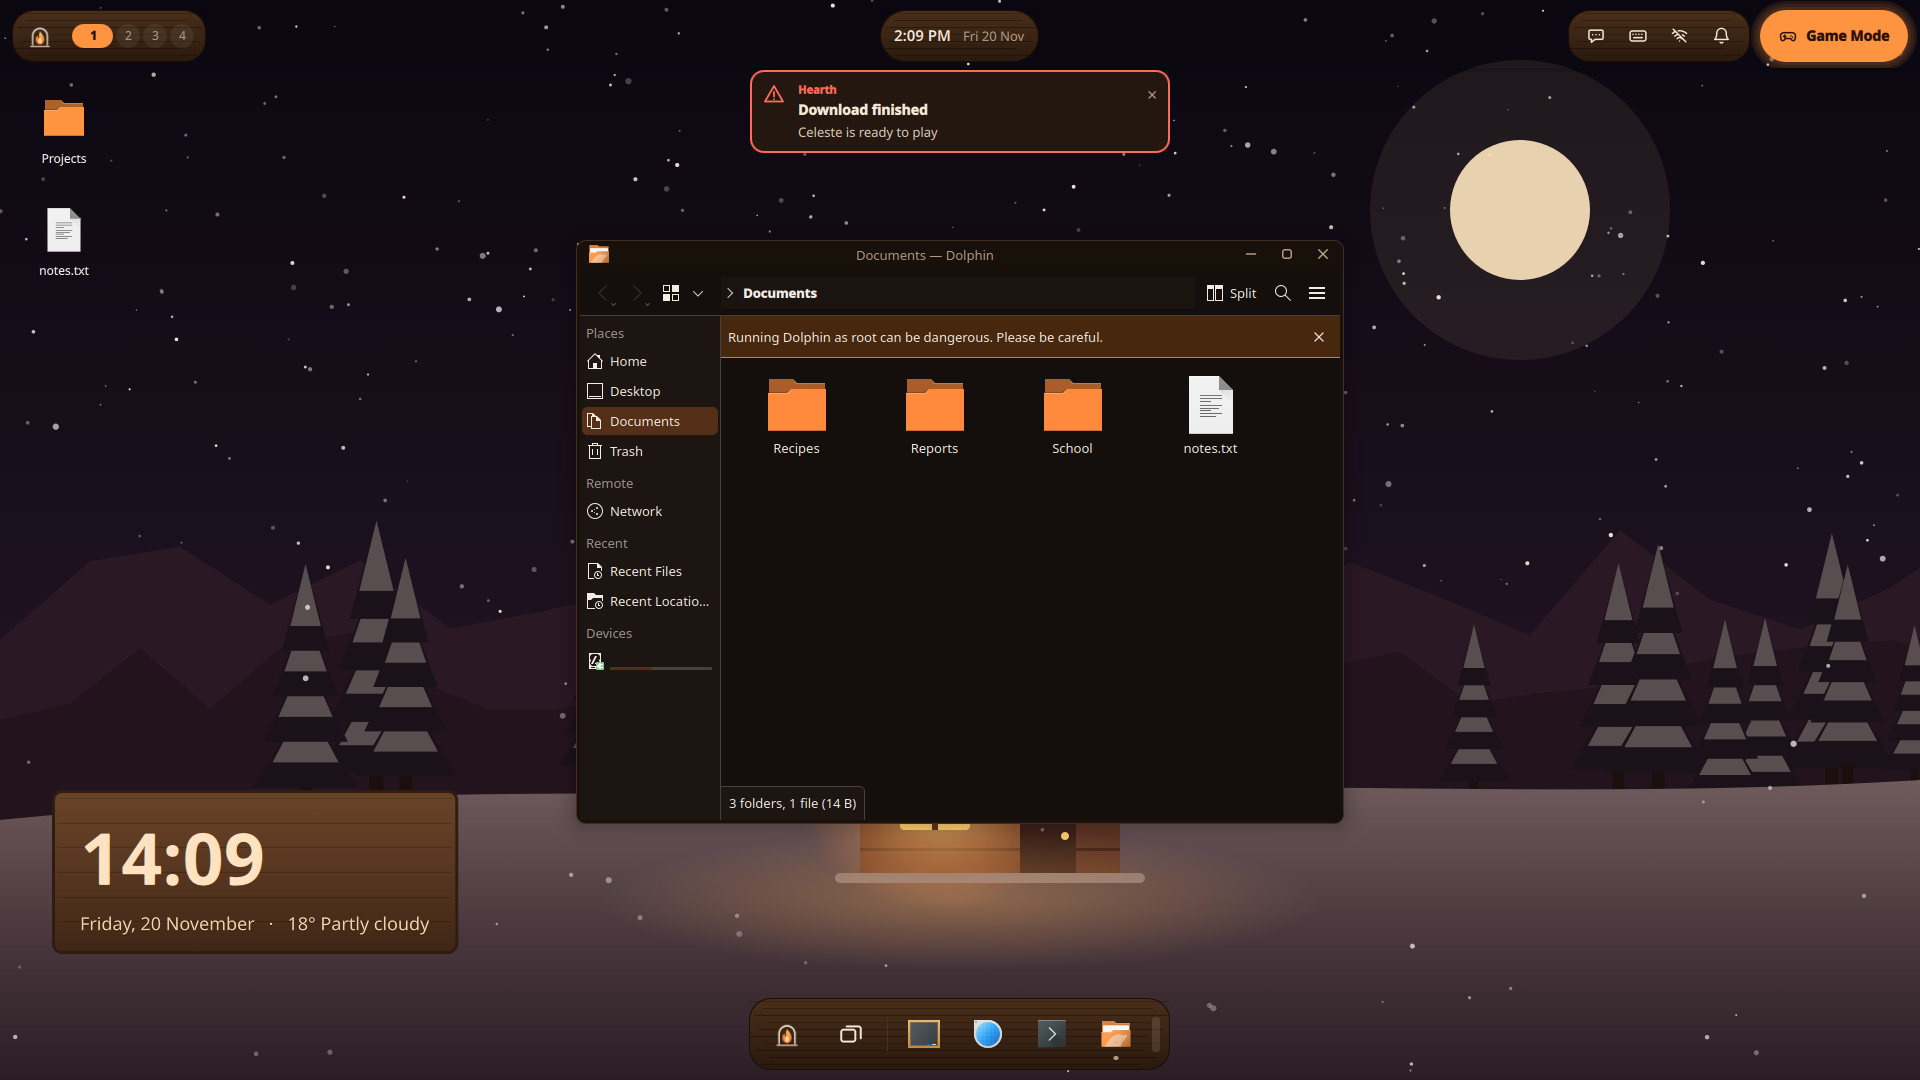 1 2 3 4
2:09 PM Fri 20 Nov
Game Mode
Hearth
Download finished
Celeste is ready to play
Projects
notes.txt
Documents — Dolphin
Documents
Split
Places
Home
Desktop
Documents
Trash
Remote
Network
Recent
Recent Files
Recent Locatio...
Devices
Running Dolphin as root can be dangerous. Please be careful.
Recipes
Reports
School
notes.txt
3 folders, 1 file (14 B)
14:09
Friday, 20 November · 18° Partly cloudy